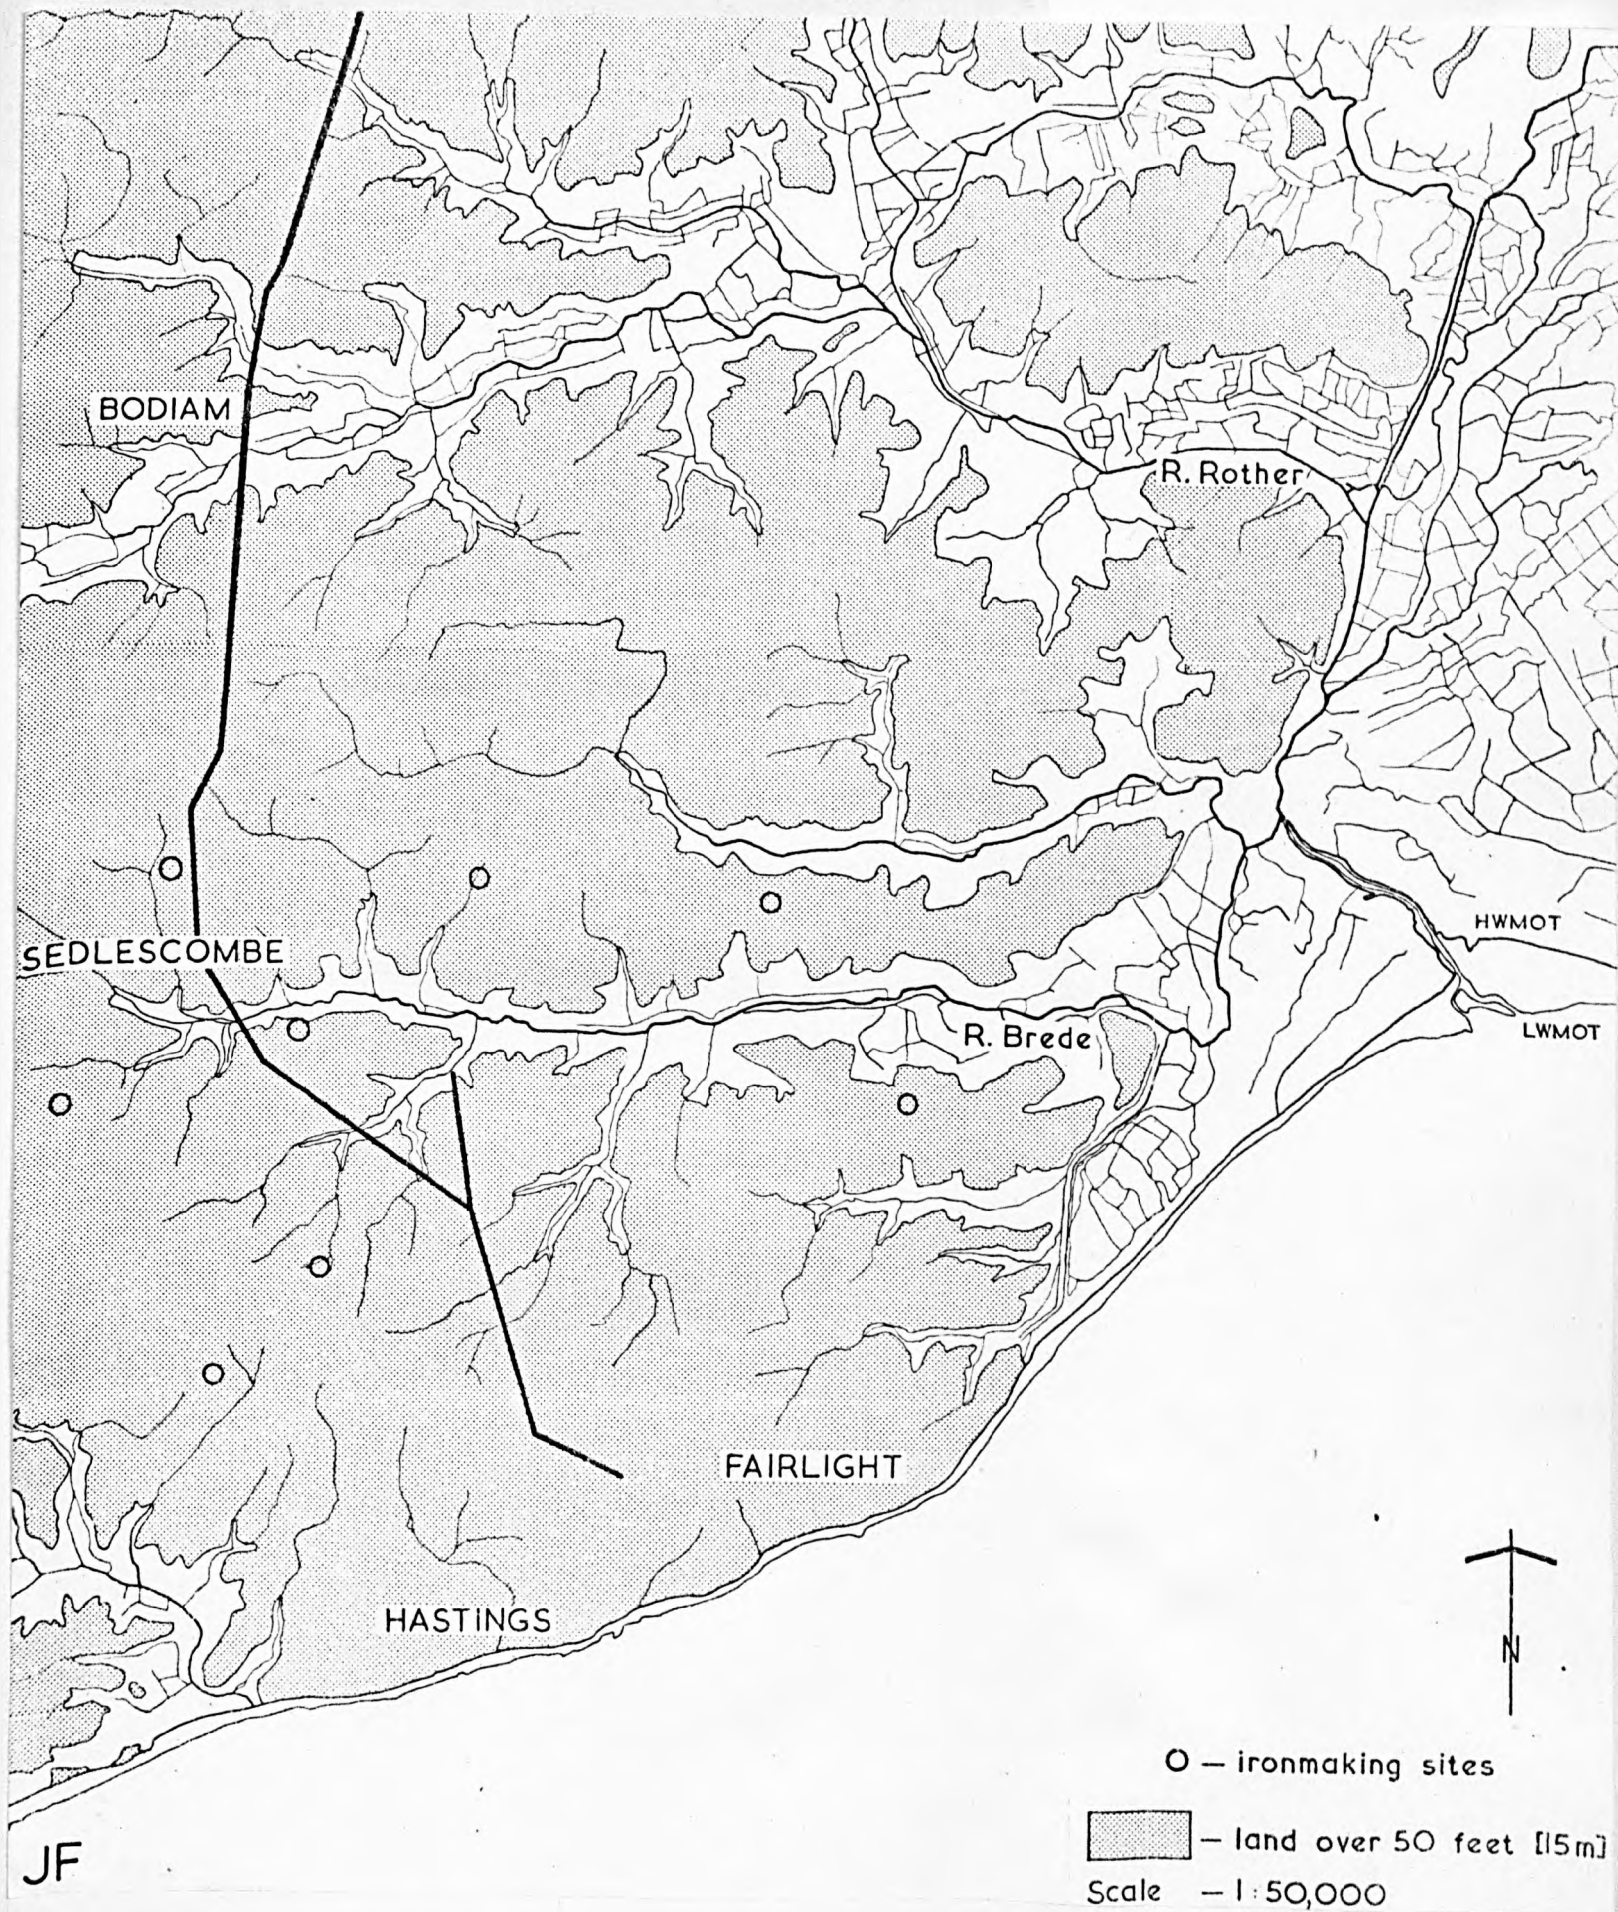 BODIAM
R. Rother
HWMOT
SEDLESCOMBE
LWMOT
R. Brede
FAIRLIGHT
HASTINGS
N
O – ironmaking sites
– land over 50 feet [15m]
Scale – 1:50,000
JF